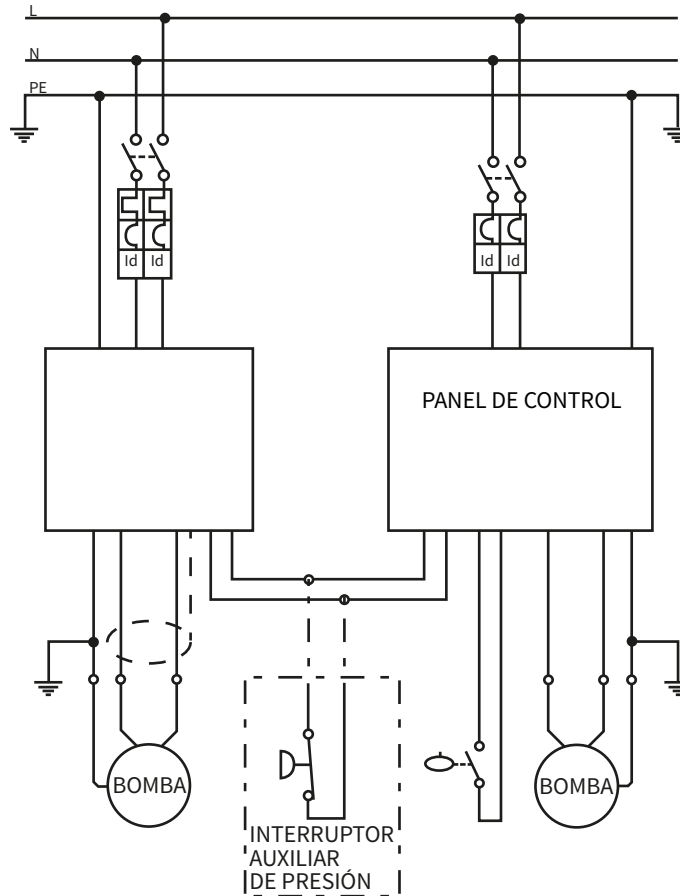 L
N
PE
Id Id
Id Id
PANEL DE CONTROL
BOMBA
BOMBA
INTERRUPTOR
AUXILIAR
DE PRESIÓN